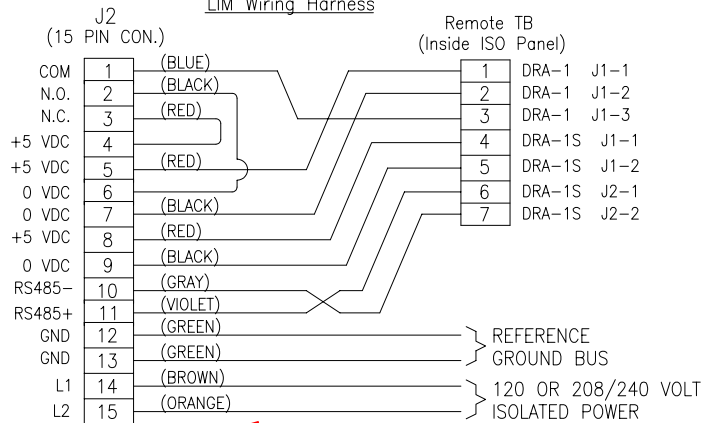 LIM Wiring Harness
J2
(15 PIN CON.)
Remote TB
(Inside ISO Panel)
COM 1 (BLUE)
N.O. 2 (BLACK)
N.C. 3 (RED)
+5 VDC 4
+5 VDC 5 (RED)
0 VDC 6
0 VDC 7 (BLACK)
+5 VDC 8 (RED)
0 VDC 9 (BLACK)
RS485- 10 (GRAY)
RS485+ 11 (VIOLET)
GND 12 (GREEN)
GND 13 (GREEN)
L1 14 (BROWN)
L2 15 (ORANGE)
1 DRA-1 J1-1
2 DRA-1 J1-2
3 DRA-1 J1-3
4 DRA-1S J1-1
5 DRA-1S J1-2
6 DRA-1S J2-1
7 DRA-1S J2-2
REFERENCE
GROUND BUS
120 OR 208/240 VOLT
ISOLATED POWER